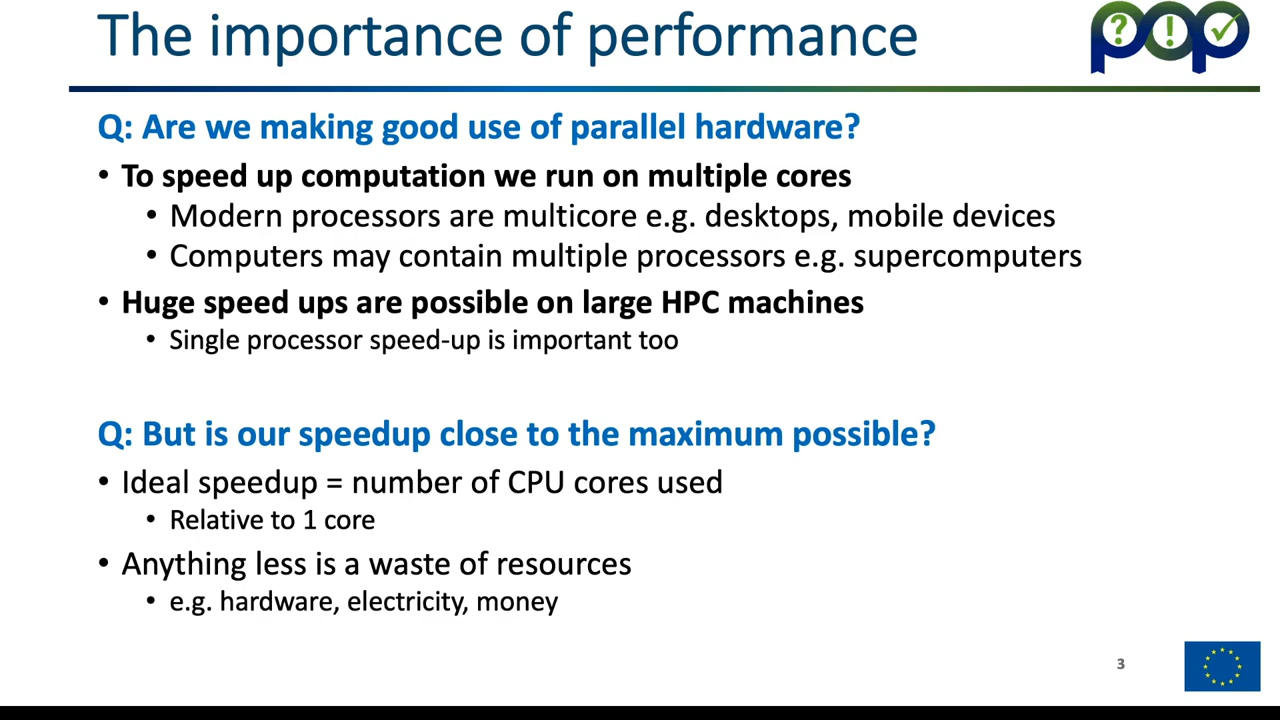 The importance of performance
pop
Q: Are we making good use of parallel hardware?
• To speed up computation we run on multiple cores
• Modern processors are multicore e.g. desktops, mobile devices
• Computers may contain multiple processors e.g. supercomputers
• Huge speed ups are possible on large HPC machines
• Single processor speed-up is important too
Q: But is our speedup close to the maximum possible?
• Ideal speedup = number of CPU cores used
• Relative to 1 core
• Anything less is a waste of resources
• e.g. hardware, electricity, money
3